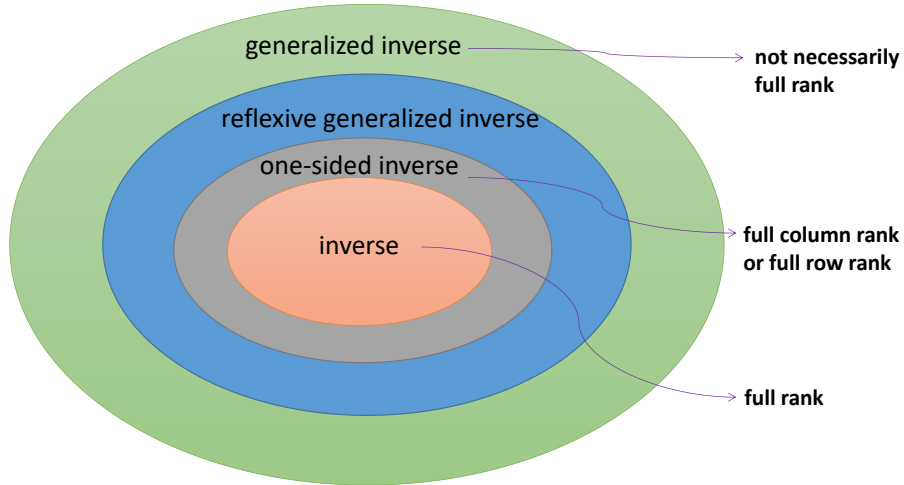 generalized inverse
not necessarily
full rank
reflexive generalized inverse
one-sided inverse
full column rank
or full row rank
inverse
full rank